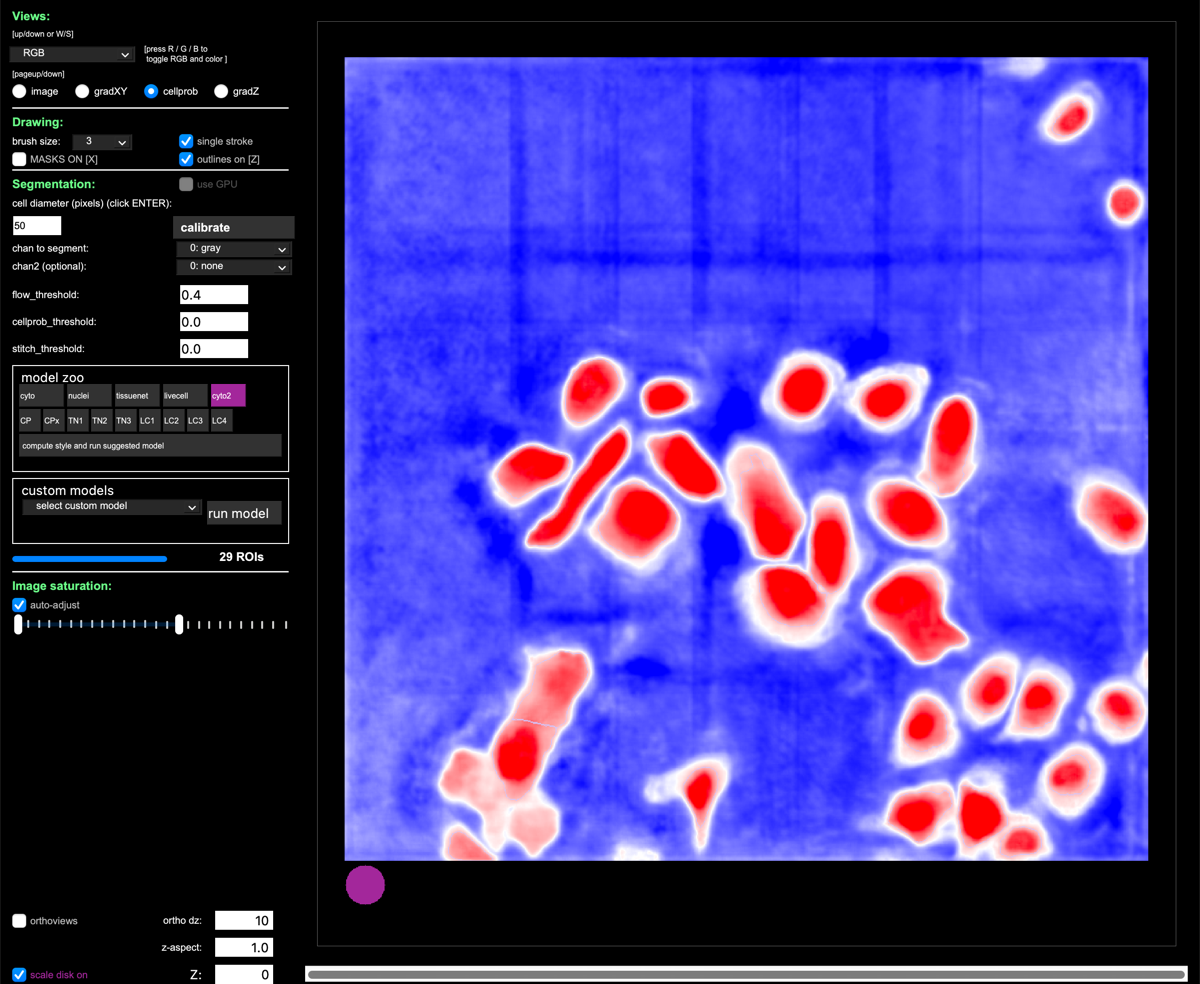 Views:
[up/down or W/S]
RGB
[press R / G / B to
toggle RGB and color ]
[pageup/down]
image gradXY cellprob gradZ
Drawing:
brush size: 3 single stroke
MASKS ON [X] outlines on [Z]
Segmentation: use GPU
cell diameter (pixels) (click ENTER):
50 calibrate
chan to segment: 0: gray
chan2 (optional): 0: none
flow_threshold: 0.4
cellprob_threshold: 0.0
stitch_threshold: 0.0
model zoo
cyto nuclei tissuenet livecell cyto2
CP CPx TN1 TN2 TN3 LC1 LC2 LC3 LC4
compute style and run suggested model
custom models
select custom model run model
29 ROIs
Image saturation:
auto-adjust
orthoviews ortho dz: 10
z-aspect: 1.0
scale disk on Z: 0